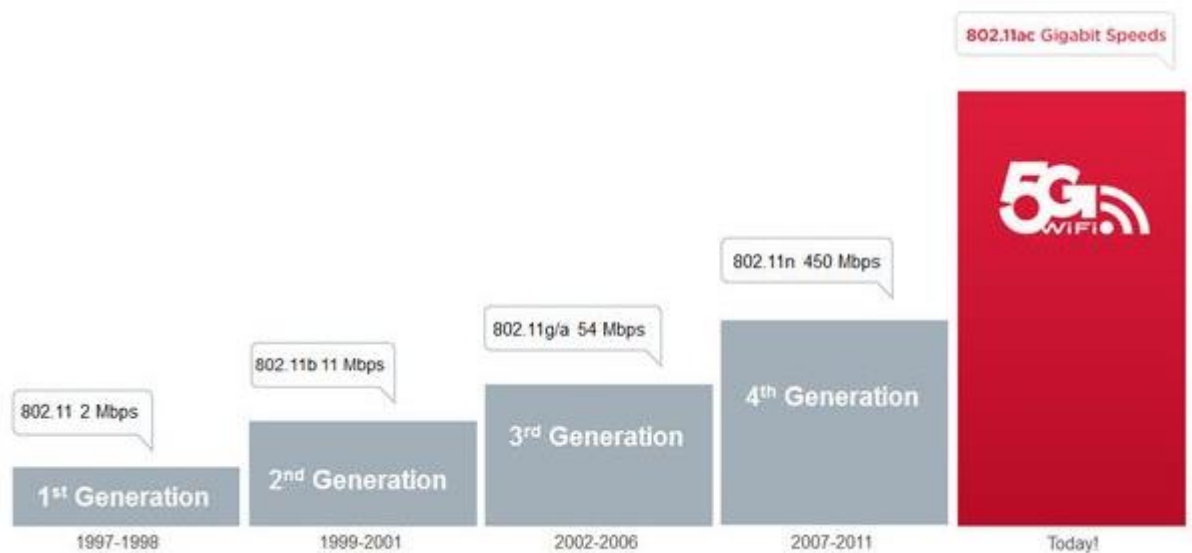 802.11ac Gigabit Speeds
5G
WiFi
802.11n 450 Mbps
802.11g/a 54 Mbps
802.11b 11 Mbps
802.11 2 Mbps
1st Generation
2nd Generation
3rd Generation
4th Generation
1997-1998
1999-2001
2002-2006
2007-2011
Today!